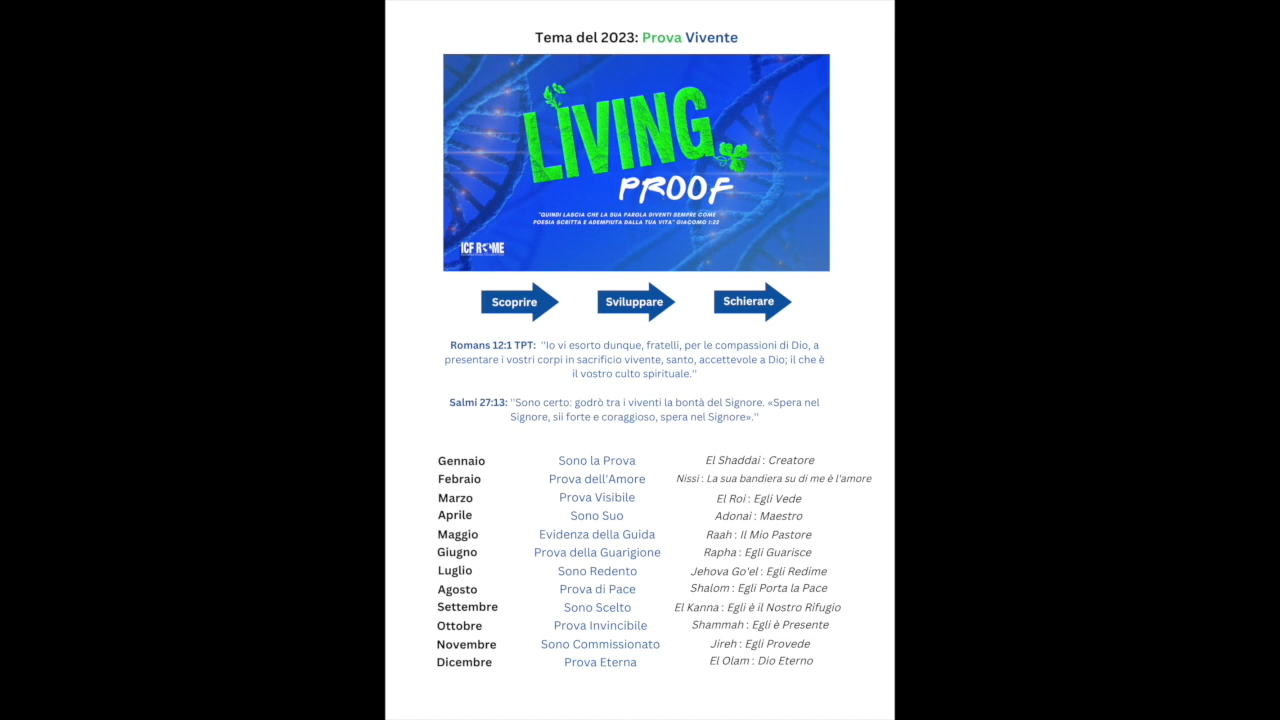 Tema del 2023: Prova Vivente
LIVING
PROOF
"QUINDI LASCIA CHE LA SUA PAROLA DIVENTI SEMPRE COME
POESIA SCRITTA E ADEMPIUTA DALLA TUA VITA" GIACOMO 1:22
ICF ROME
Scoprire Sviluppare Schierare
Romans 12:1 TPT: "Io vi esorto dunque, fratelli, per le compassioni di Dio, a
presentare i vostri corpi in sacrificio vivente, santo, accettevole a Dio; il che è
il vostro culto spirituale."
Salmi 27:13: "Sono certo: godrò tra i viventi la bontà del Signore. «Spera nel
Signore, sii forte e coraggioso, spera nel Signore»."
Gennaio Sono la Prova El Shaddai : Creatore
Febraio Prova dell'Amore Nissi : La sua bandiera su di me è l'amore
Marzo Prova Visibile El Roi : Egli Vede
Aprile Sono Suo Adonai : Maestro
Maggio Evidenza della Guida Raah : Il Mio Pastore
Giugno Prova della Guarigione Rapha : Egli Guarisce
Luglio Sono Redento Jehova Go'el : Egli Redime
Agosto Prova di Pace Shalom : Egli Porta la Pace
Settembre Sono Scelto El Kanna : Egli è il Nostro Rifugio
Ottobre Prova Invincibile Shammah : Egli è Presente
Novembre Sono Commissionato Jireh : Egli Provede
Dicembre Prova Eterna El Olam : Dio Eterno